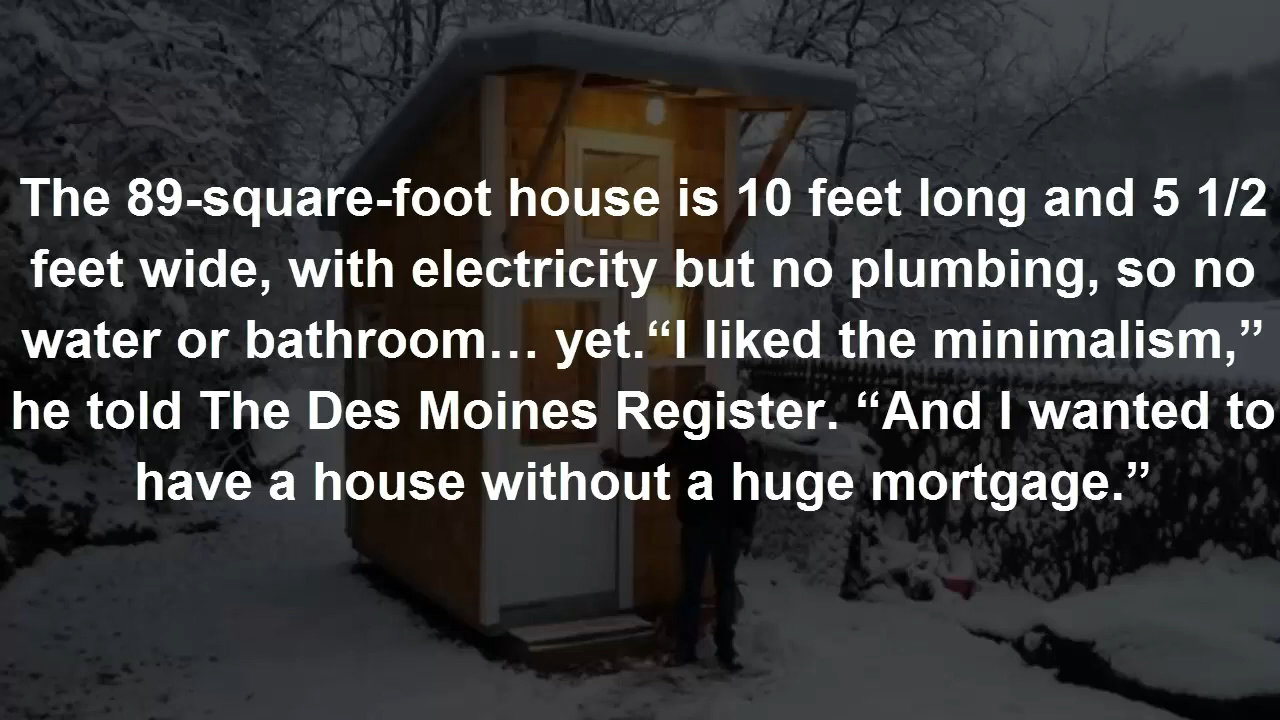 The 89-square-foot house is 10 feet long and 5 1/2
feet wide, with electricity but no plumbing, so no
water or bathroom… yet.“I liked the minimalism,”
he told The Des Moines Register. “And I wanted to
have a house without a huge mortgage.”